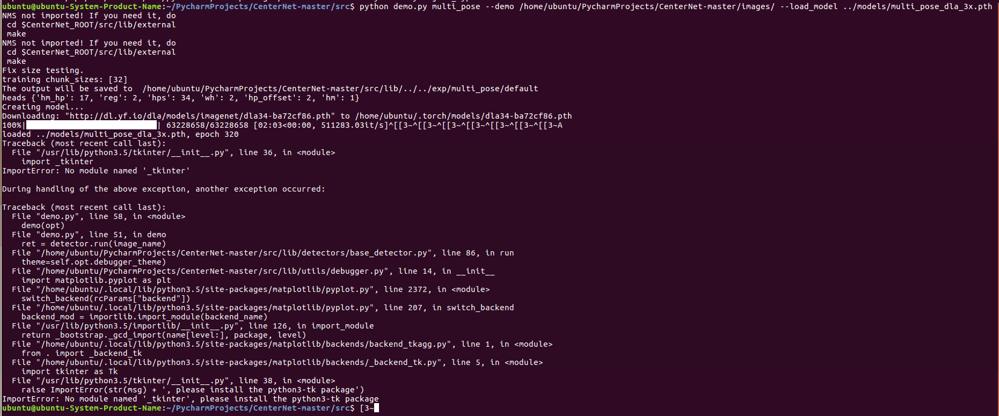 ubuntu@ubuntu-System-Product-Name:~/PycharmProjects/CenterNet-master/src$ python demo.py multi_pose --demo /home/ubuntu/PycharmProjects/CenterNet-master/images/ --load_model ../models/multi_pose_dla_3x.pth
NMS not imported! If you need it, do
 cd $CenterNet_ROOT/src/lib/external
 make
NMS not imported! If you need it, do
 cd $CenterNet_ROOT/src/lib/external
 make
Fix size testing.
training chunk_sizes: [32]
The output will be saved to  /home/ubuntu/PycharmProjects/CenterNet-master/src/lib/../../exp/multi_pose/default
heads {'hm_hp': 17, 'reg': 2, 'hps': 34, 'wh': 2, 'hp_offset': 2, 'hm': 1}
Creating model...
Downloading: "http://dl.yf.io/dla/models/imagenet/dla34-ba72cf86.pth" to /home/ubuntu/.torch/models/dla34-ba72cf86.pth
100%|███████████████████████████| 63228658/63228658 [02:03<00:00, 511283.03it/s]^[[3~^[[3~^[[3~^[[3~^[[3~^[[3~^[[3~A
loaded ../models/multi_pose_dla_3x.pth, epoch 320
Traceback (most recent call last):
  File "/usr/lib/python3.5/tkinter/__init__.py", line 36, in <module>
    import _tkinter
ImportError: No module named '_tkinter'

During handling of the above exception, another exception occurred:

Traceback (most recent call last):
  File "demo.py", line 58, in <module>
    demo(opt)
  File "demo.py", line 51, in demo
    ret = detector.run(image_name)
  File "/home/ubuntu/PycharmProjects/CenterNet-master/src/lib/detectors/base_detector.py", line 86, in run
    theme=self.opt.debugger_theme)
  File "/home/ubuntu/PycharmProjects/CenterNet-master/src/lib/utils/debugger.py", line 14, in __init__
    import matplotlib.pyplot as plt
  File "/home/ubuntu/.local/lib/python3.5/site-packages/matplotlib/pyplot.py", line 2372, in <module>
    switch_backend(rcParams["backend"])
  File "/home/ubuntu/.local/lib/python3.5/site-packages/matplotlib/pyplot.py", line 207, in switch_backend
    backend_mod = importlib.import_module(backend_name)
  File "/usr/lib/python3.5/importlib/__init__.py", line 126, in import_module
    return _bootstrap._gcd_import(name[level:], package, level)
  File "/home/ubuntu/.local/lib/python3.5/site-packages/matplotlib/backends/backend_tkagg.py", line 1, in <module>
    from . import _backend_tk
  File "/home/ubuntu/.local/lib/python3.5/site-packages/matplotlib/backends/_backend_tk.py", line 5, in <module>
    import tkinter as Tk
  File "/usr/lib/python3.5/tkinter/__init__.py", line 38, in <module>
    raise ImportError(str(msg) + ', please install the python3-tk package')
ImportError: No module named '_tkinter', please install the python3-tk package
ubuntu@ubuntu-System-Product-Name:~/PycharmProjects/CenterNet-master/src$ [3~